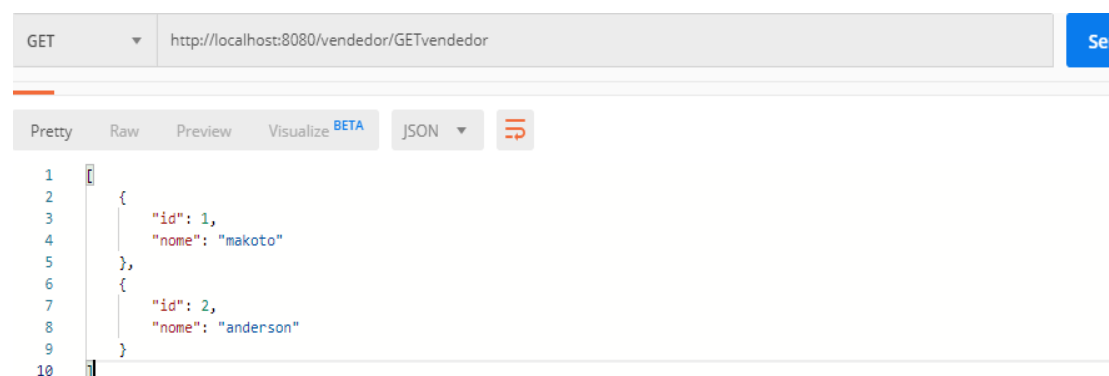 GET http://localhost:8080/vendedor/GETvendedor Se
Pretty Raw Preview Visualize BETA JSON
1 [
2 {
3 "id": 1,
4 "nome": "makoto"
5 },
6 {
7 "id": 2,
8 "nome": "anderson"
9 }
10 ]